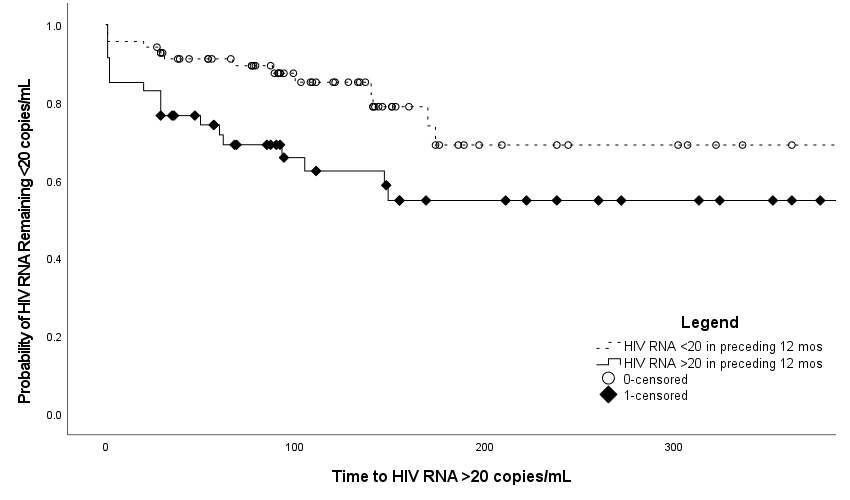 Probability of HIV RNA Remaining <20 copies/mL
1.0
0.8
0.6
0.4
0.2
0.0
0
100
200
300
Time to HIV RNA >20 copies/mL
Legend
HIV RNA <20 in preceding 12 mos
HIV RNA >20 in preceding 12 mos
0-censored
1-censored